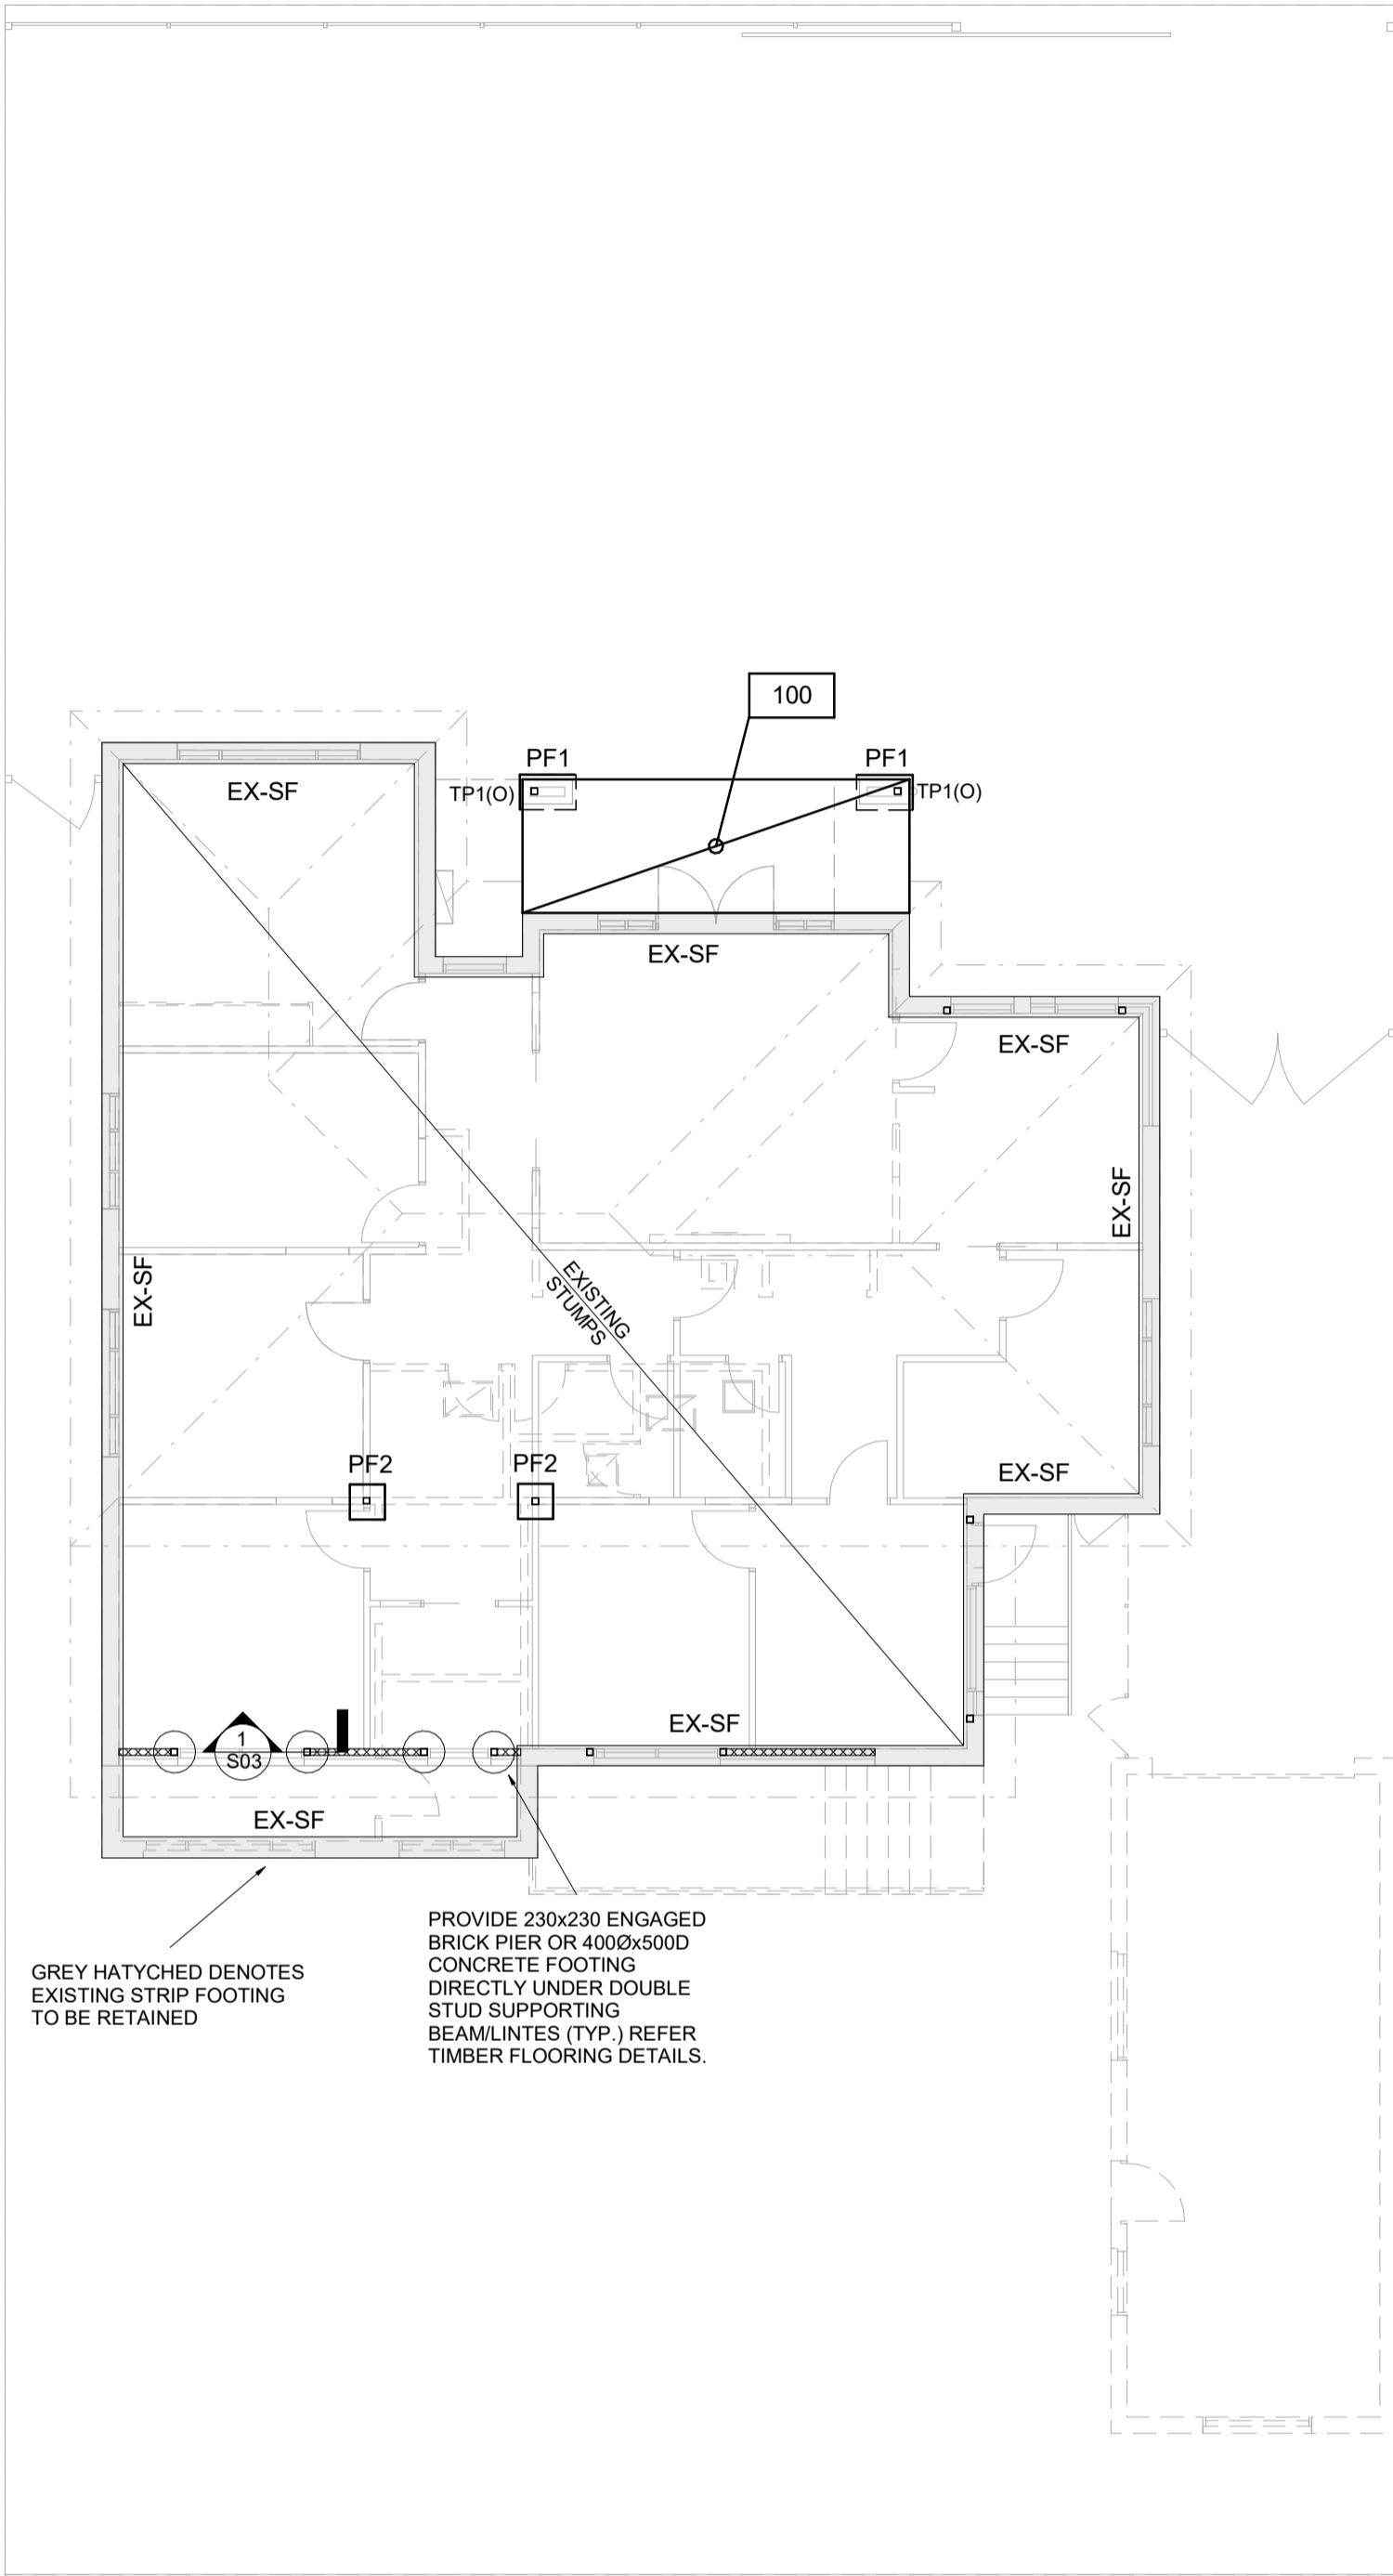 100
PF1
PF1
TP1(O)
TP1(O)
EX-SF
EX-SF
EX-SF
EX-SF
EX-SF
EXISTING
STUMPS
PF2
PF2
EX-SF
EX-SF
1
S03
EX-SF
PROVIDE 230x230 ENGAGED
BRICK PIER OR 400Øx500D
CONCRETE FOOTING
DIRECTLY UNDER DOUBLE
STUD SUPPORTING
BEAM/LINTES (TYP.) REFER
TIMBER FLOORING DETAILS.
GREY HATYCHED DENOTES
EXISTING STRIP FOOTING
TO BE RETAINED